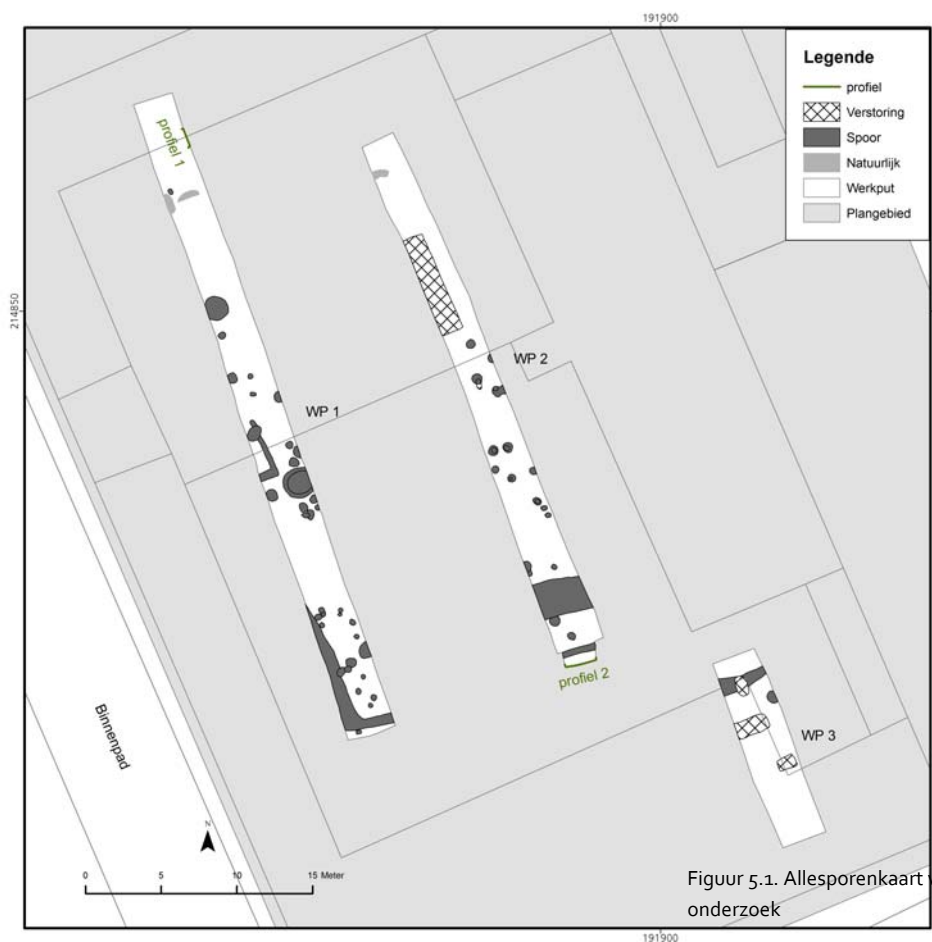 191900
Legende
profiel
Verstoring
Spoor
Natuurlijk
Werkput
Plangebied
profiel 1
214850
WP 2
WP 1
profiel 2
WP 3
Binnenpad
N
0 5 10 15 Meter
Figuur 5.1. Allesporenkaart
onderzoek
191900